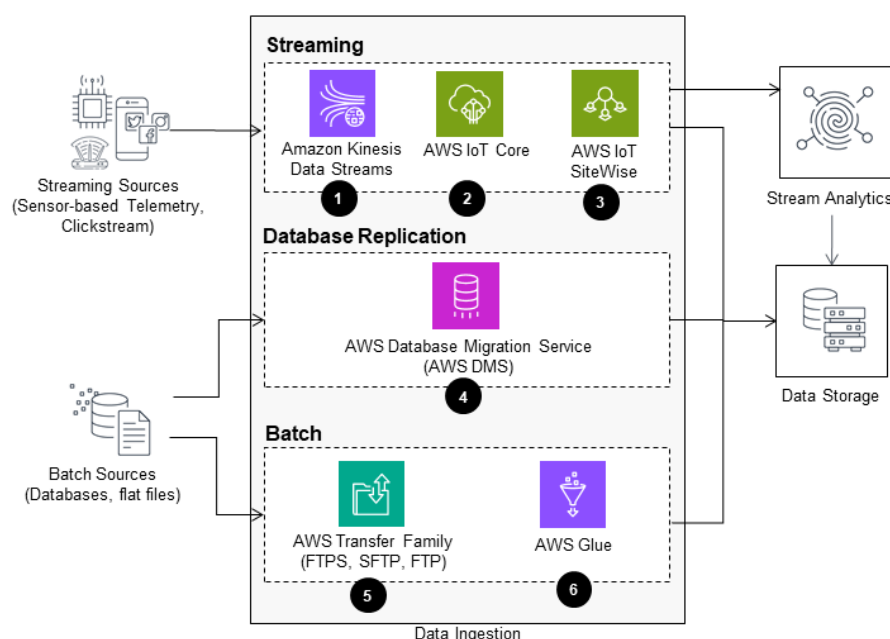 Streaming
Amazon Kinesis
Data Streams
1
AWS IoT Core
2
AWS IoT
SiteWise
3
Streaming Sources
(Sensor-based Telemetry,
Clickstream)
Stream Analytics
Database Replication
AWS Database Migration Service
(AWS DMS)
4
Data Storage
Batch Sources
(Databases, flat files)
Batch
AWS Transfer Family
(FTPS, SFTP, FTP)
5
AWS Glue
6
Data Ingestion